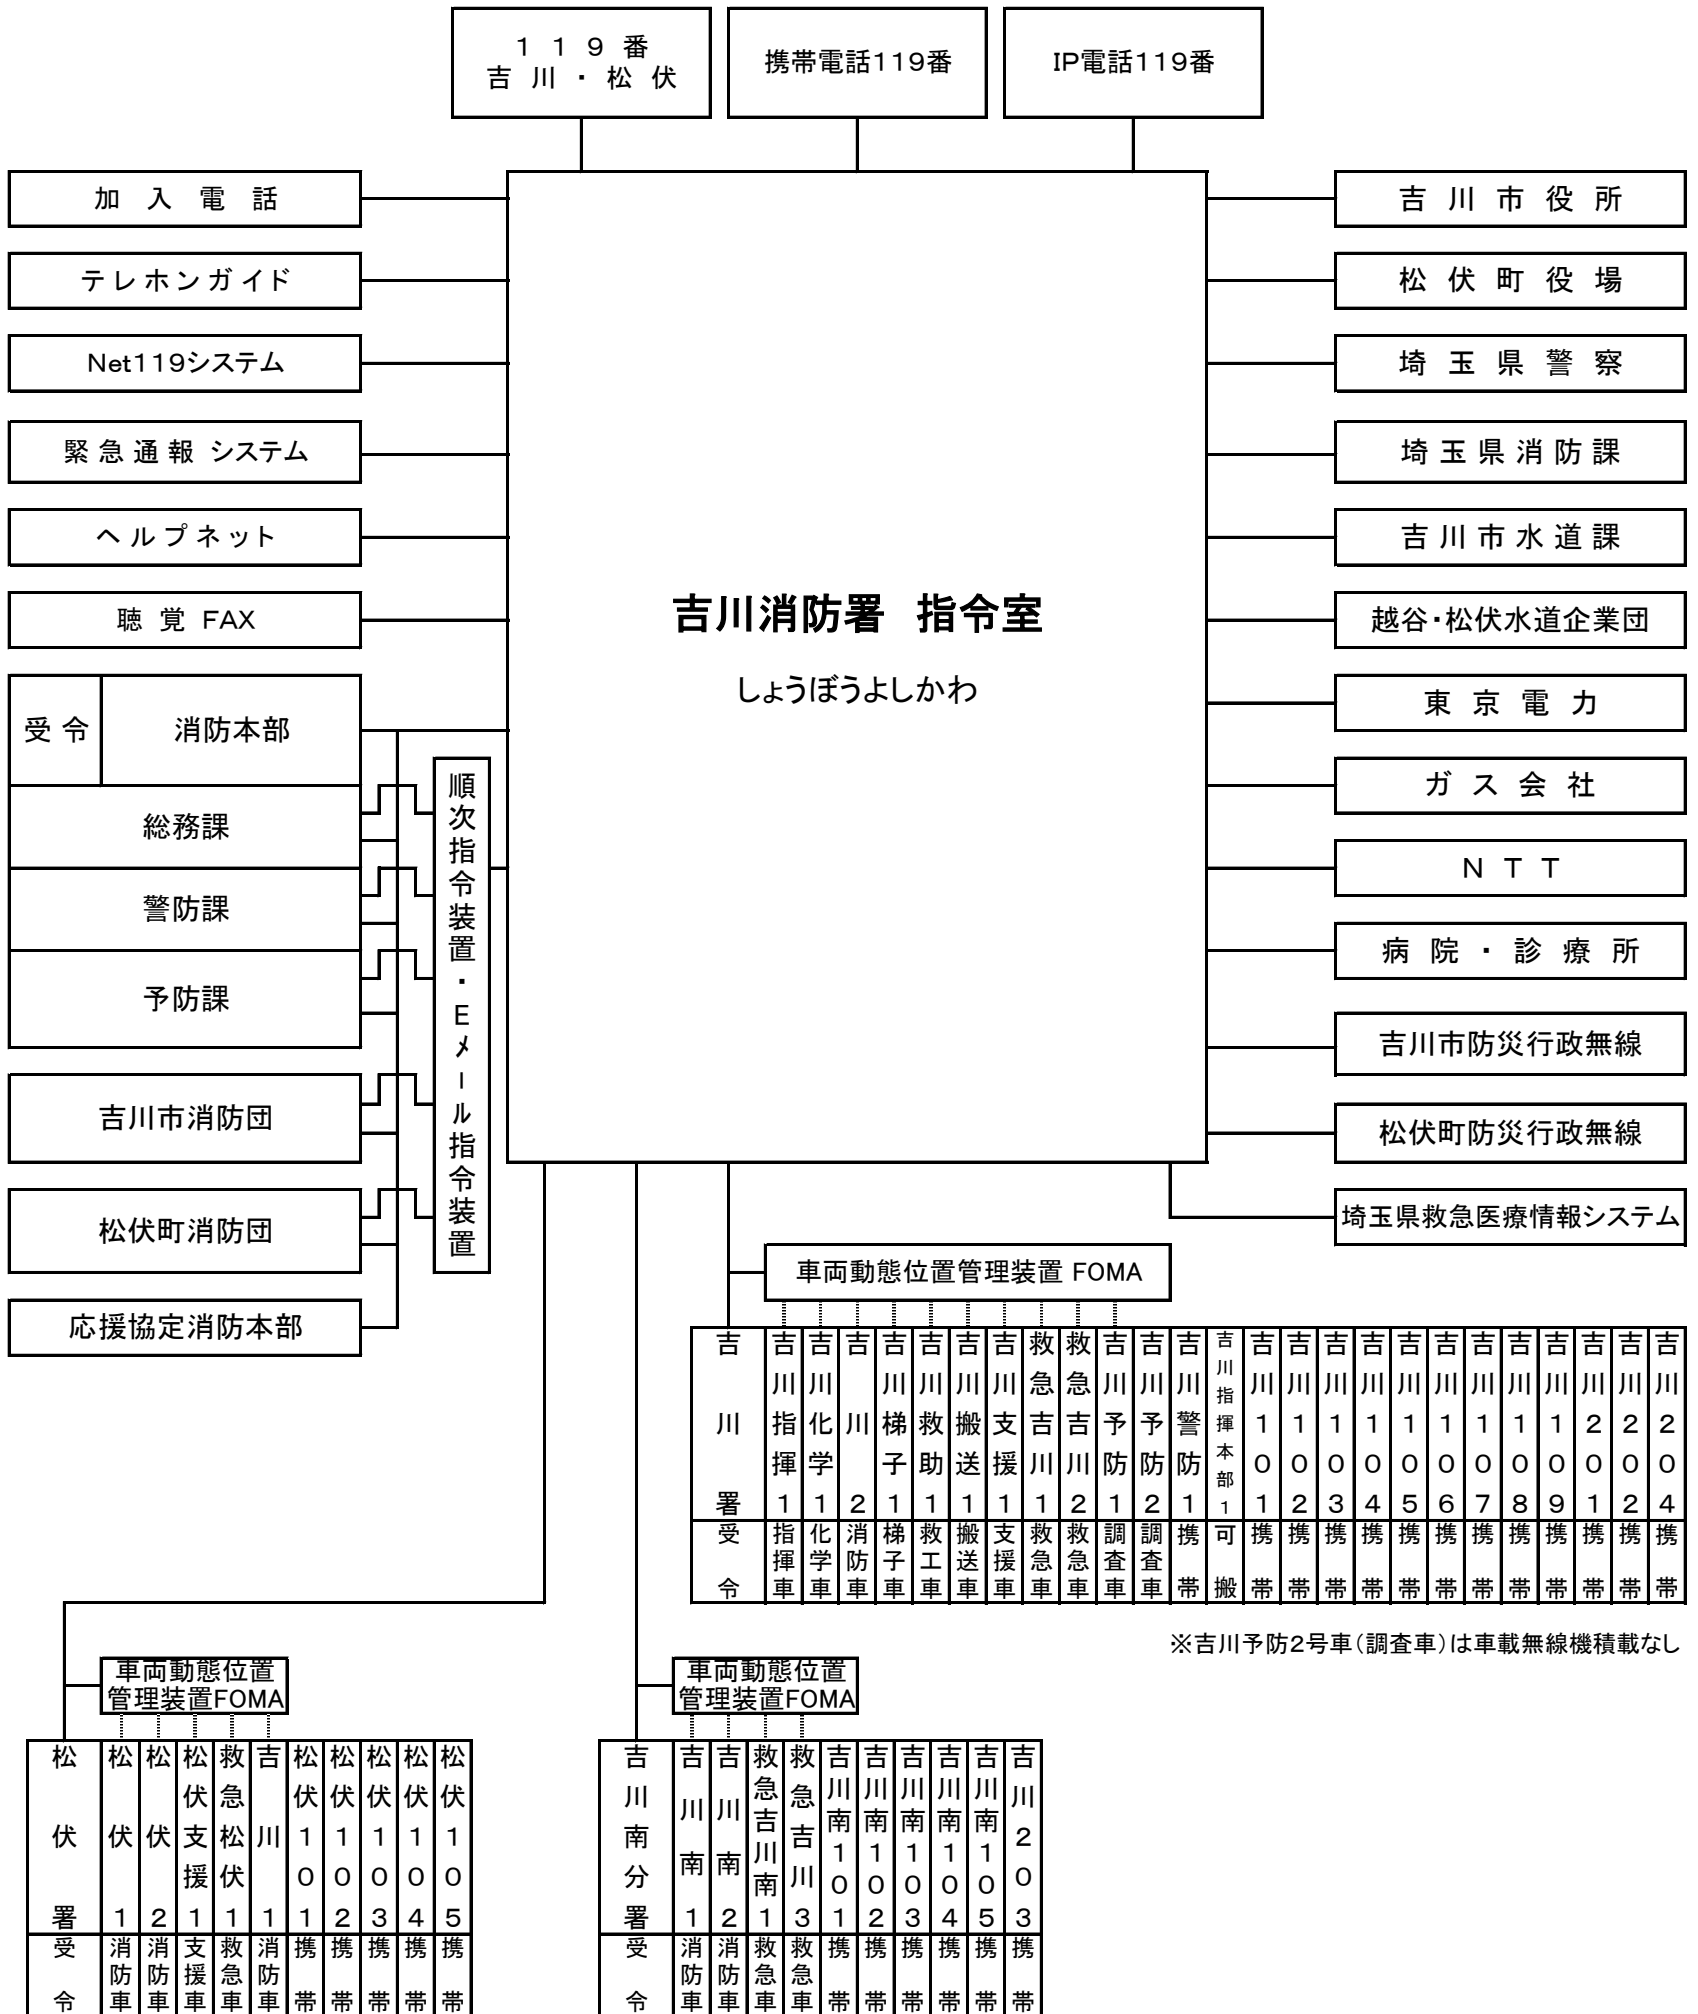 119番
吉川・松伏
携帯電話119番
IP電話119番
加入電話
テレホンガイド
Net119システム
緊急通報 システム
ヘルプネット
聴覚 FAX
受令
消防本部
総務課
警防課
予防課
吉川市消防団
松伏町消防団
応援協定消防本部
順次指令装置・Eメール指令装置
吉川消防署 指令室
しょうぼうよしかわ
吉川市役所
松伏町役場
埼玉県警察
埼玉県消防課
吉川市水道課
越谷・松伏水道企業団
東京電力
ガス会社
NTT
病院・診療所
吉川市防災行政無線
松伏町防災行政無線
埼玉県救急医療情報システム
車両動態位置管理装置 FOMA
吉川署
受令
吉川指揮1
指揮車
吉川化学1
化学車
吉川2
消防車
吉川梯子1
梯子車
吉川救助1
救工車
吉川搬送1
搬送車
吉川支援1
支援車
救急吉川1
救急車
救急吉川2
救急車
吉川予防1
調査車
吉川予防2
調査車
吉川警防1
携帯
吉川指揮本部1
可搬
吉川101
携帯
吉川102
携帯
吉川103
携帯
吉川104
携帯
吉川105
携帯
吉川106
携帯
吉川107
携帯
吉川108
携帯
吉川109
携帯
吉川201
携帯
吉川202
携帯
吉川204
携帯
※吉川予防2号車(調査車)は車載無線機積載なし
車両動態位置
管理装置FOMA
松伏署
受令
松伏1
消防車
松伏2
消防車
松伏支援1
支援車
救急松伏1
救急車
吉川1
消防車
松伏101
携帯
松伏102
携帯
松伏103
携帯
松伏104
携帯
松伏105
携帯
車両動態位置
管理装置FOMA
吉川南分署
受令
吉川南1
消防車
吉川南2
消防車
救急吉川南1
救急車
救急吉川3
救急車
吉川南101
携帯
吉川南102
携帯
吉川南103
携帯
吉川南104
携帯
吉川南105
携帯
吉川203
携帯